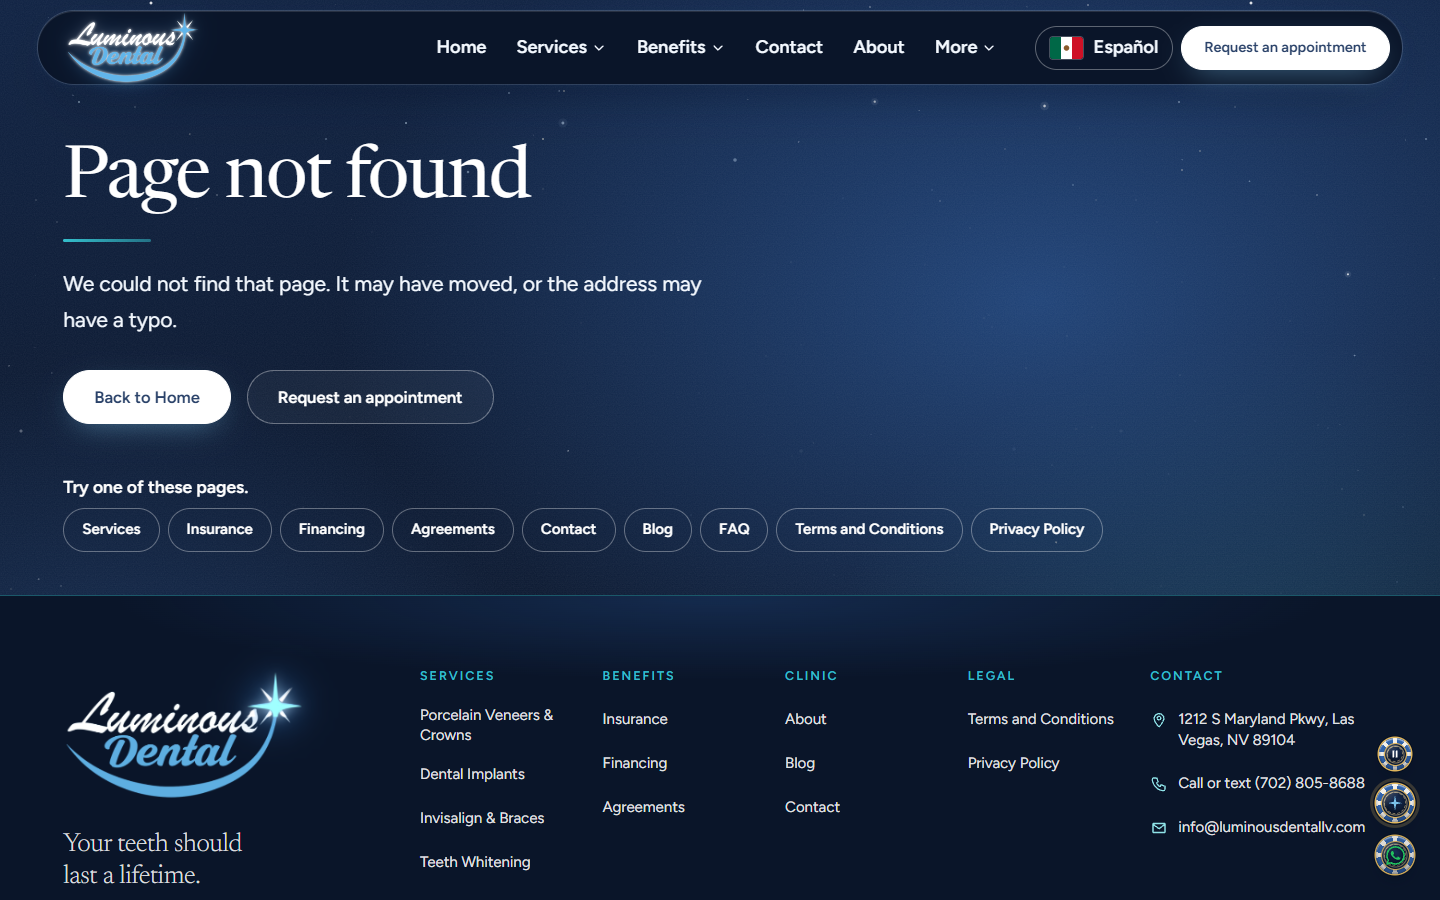 Luminous
Dental
Home
Services
Benefits
Contact
About
More
Español
Request an appointment
Page not found
We could not find that page. It may have moved, or the address may
have a typo.
Back to Home
Request an appointment
Try one of these pages.
Services
Insurance
Financing
Agreements
Contact
Blog
FAQ
Terms and Conditions
Privacy Policy
Luminous
Dental
Your teeth should
last a lifetime.
SERVICES
Porcelain Veneers &
Crowns
Dental Implants
Invisalign & Braces
Teeth Whitening
BENEFITS
Insurance
Financing
Agreements
CLINIC
About
Blog
Contact
LEGAL
Terms and Conditions
Privacy Policy
CONTACT
1212 S Maryland Pkwy, Las
Vegas, NV 89104
Call or text (702) 805-8688
info@luminousdentallv.com